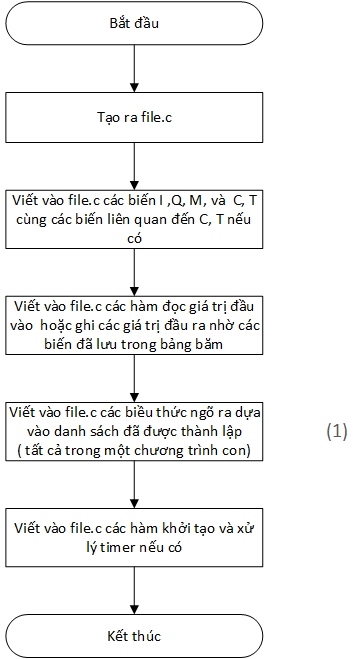 Bắt đầu
Tạo ra file.c
Viết vào file.c các biến I ,Q, M, và C, T
cùng các biến liên quan đến C, T nếu
có
Viết vào file.c các hàm đọc giá trị đầu
vào hoặc ghi các giá trị đầu ra nhờ các
biến đã lưu trong bảng băm
Viết vào file.c các biểu thức ngõ ra dựa
vào danh sách đã được thành lập
( tất cả trong một chương trình con)
(1)
Viết vào file.c các hàm khởi tạo và xử
lý timer nếu có
Kết thúc